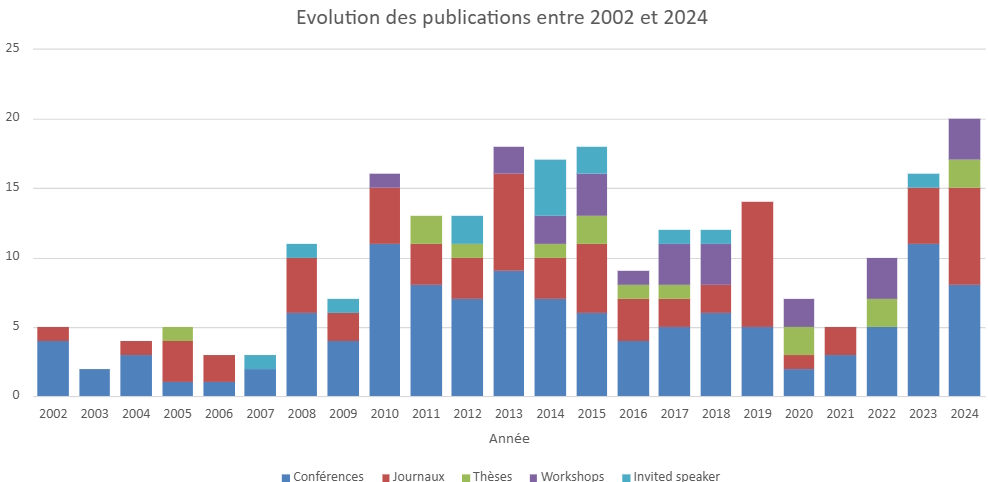 Evolution des publications entre 2002 et 2024
25
20
15
10
5
0
2002 2003 2004 2005 2006 2007 2008 2009 2010 2011 2012 2013 2014 2015 2016 2017 2018 2019 2020 2021 2022 2023 2024
Année
Conférences Journaux Thèses Workshops Invited speaker